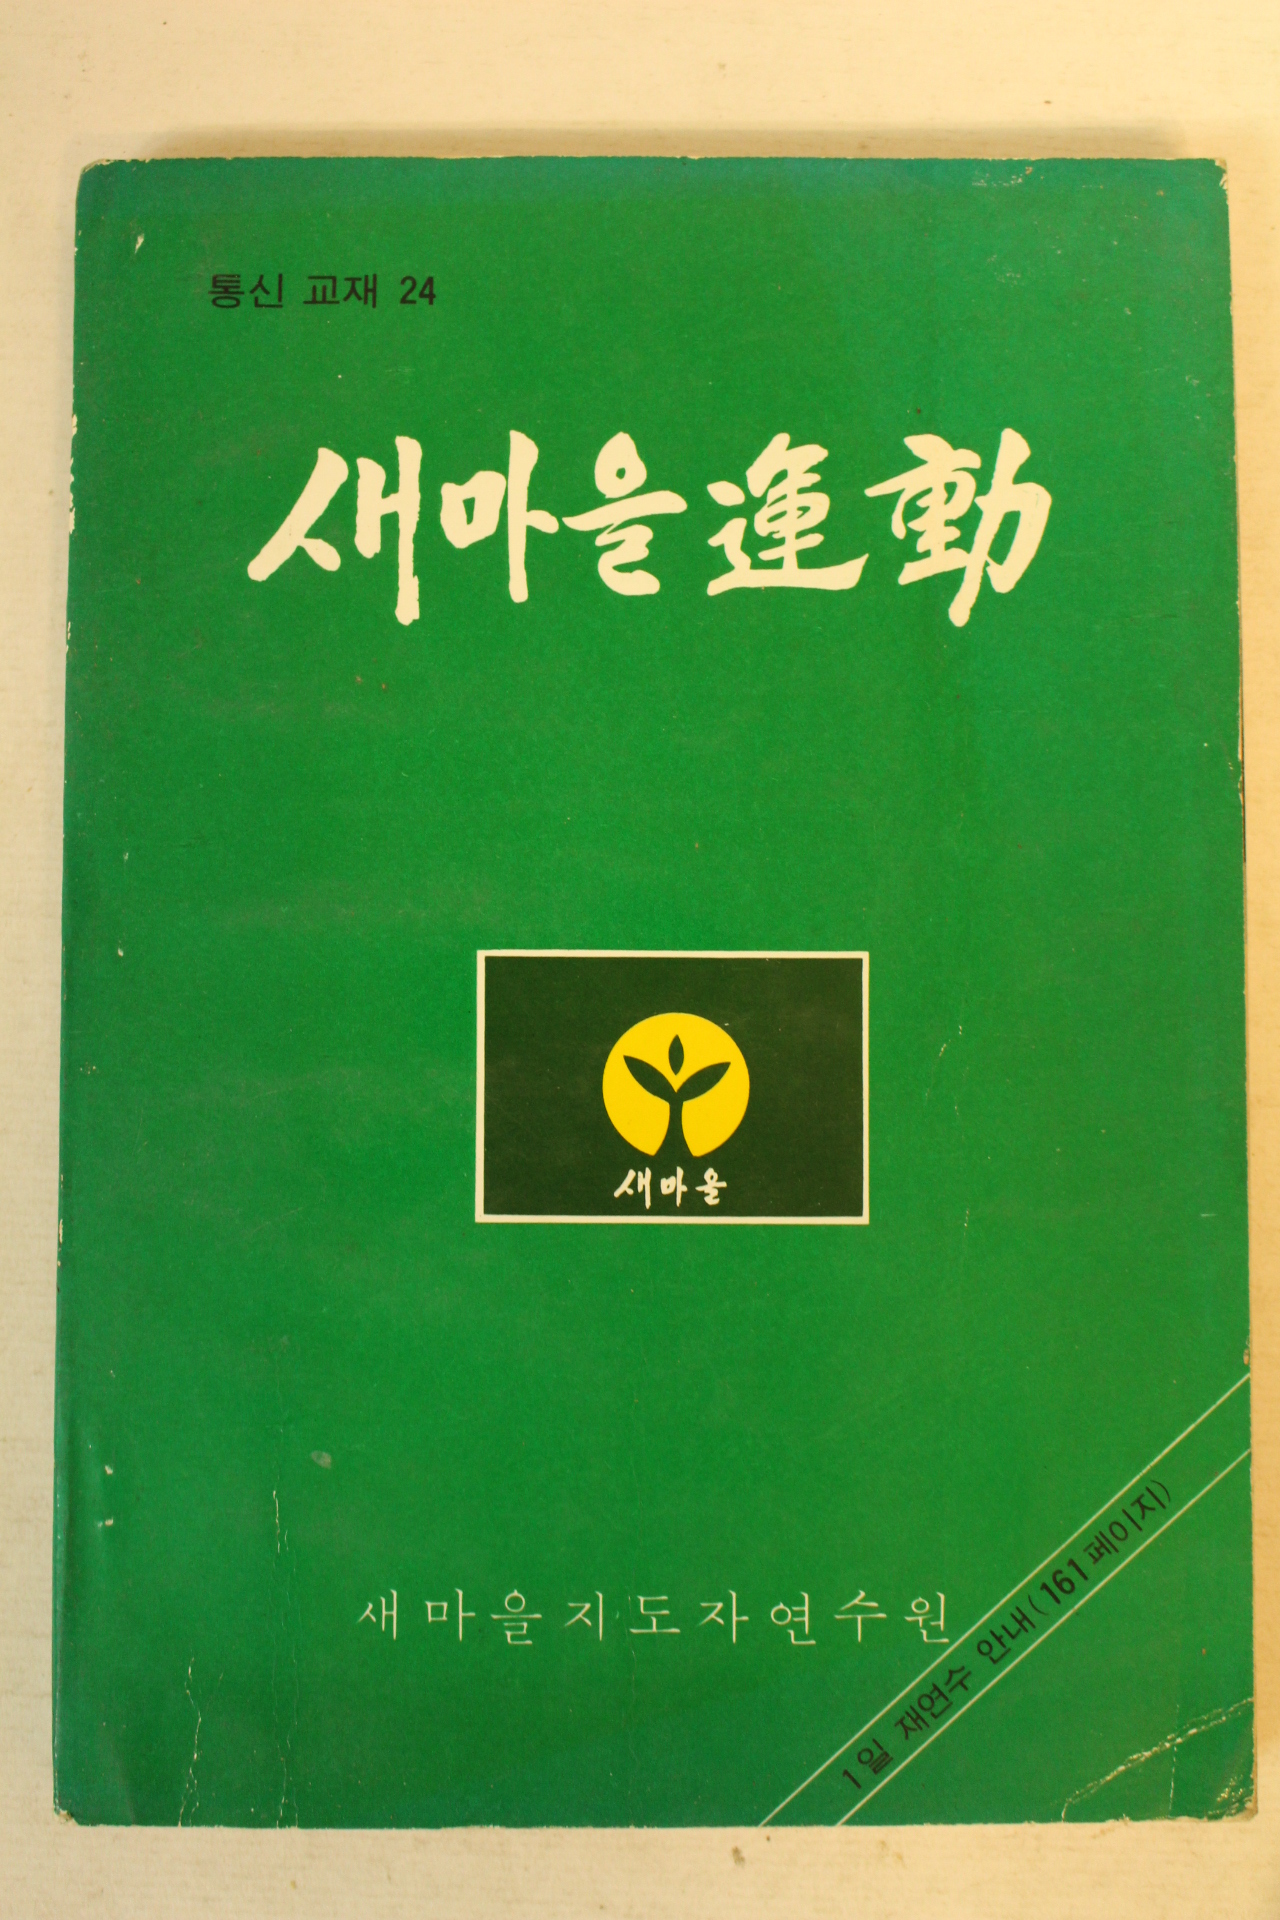 통신 교재 24
새마을運動
새마을
새마을지도자연수원
1일 재연수 안내(161페이지)